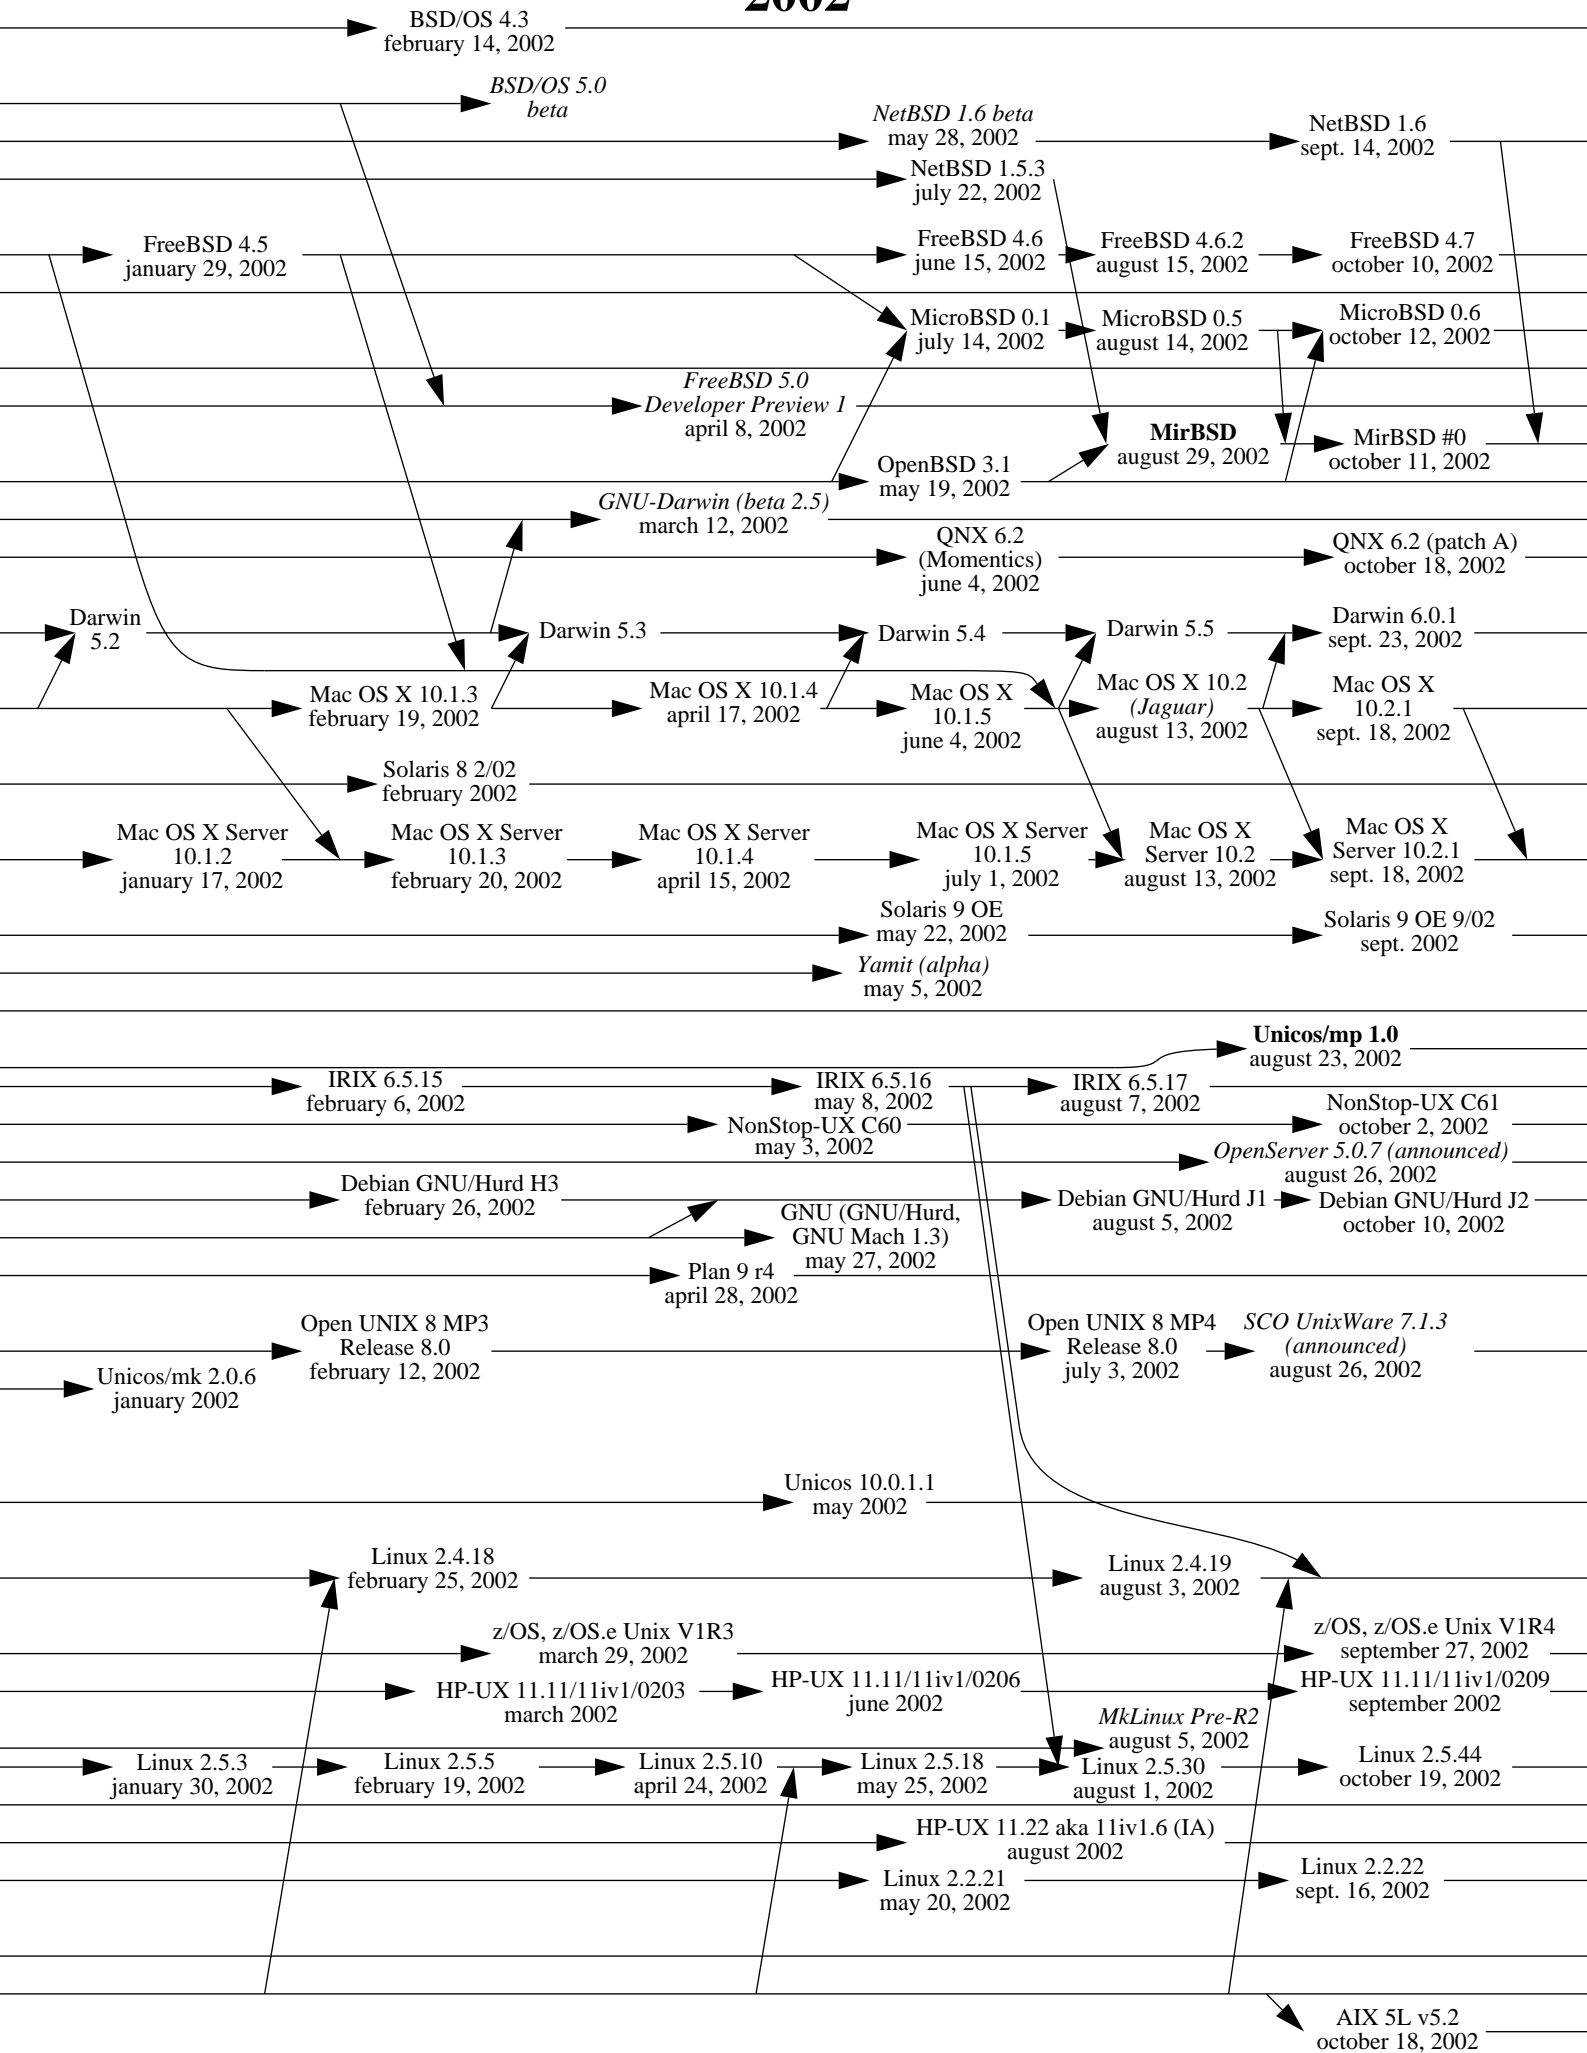 2002
BSD/OS 4.3
february 14, 2002
BSD/OS 5.0
beta
NetBSD 1.6 beta
may 28, 2002
NetBSD 1.6
sept. 14, 2002
NetBSD 1.5.3
july 22, 2002
FreeBSD 4.5
january 29, 2002
FreeBSD 4.6
june 15, 2002
FreeBSD 4.6.2
august 15, 2002
FreeBSD 4.7
october 10, 2002
MicroBSD 0.1
july 14, 2002
MicroBSD 0.5
august 14, 2002
MicroBSD 0.6
october 12, 2002
FreeBSD 5.0
Developer Preview 1
april 8, 2002
MirBSD
august 29, 2002
MirBSD #0
october 11, 2002
OpenBSD 3.1
may 19, 2002
GNU-Darwin (beta 2.5)
march 12, 2002
QNX 6.2
(Momentics)
june 4, 2002
QNX 6.2 (patch A)
october 18, 2002
Darwin
5.2
Darwin 5.3
Darwin 5.4
Darwin 5.5
Darwin 6.0.1
sept. 23, 2002
Mac OS X 10.1.3
february 19, 2002
Mac OS X 10.1.4
april 17, 2002
Mac OS X
10.1.5
june 4, 2002
Mac OS X 10.2
(Jaguar)
august 13, 2002
Mac OS X
10.2.1
sept. 18, 2002
Solaris 8 2/02
february 2002
Mac OS X Server
10.1.2
january 17, 2002
Mac OS X Server
10.1.3
february 20, 2002
Mac OS X Server
10.1.4
april 15, 2002
Mac OS X Server
10.1.5
july 1, 2002
Mac OS X
Server 10.2
august 13, 2002
Mac OS X
Server 10.2.1
sept. 18, 2002
Solaris 9 OE
may 22, 2002
Solaris 9 OE 9/02
sept. 2002
Yamit (alpha)
may 5, 2002
Unicos/mp 1.0
august 23, 2002
IRIX 6.5.15
february 6, 2002
IRIX 6.5.16
may 8, 2002
IRIX 6.5.17
august 7, 2002
NonStop-UX C60
may 3, 2002
NonStop-UX C61
october 2, 2002
OpenServer 5.0.7 (announced)
august 26, 2002
Debian GNU/Hurd H3
february 26, 2002
Debian GNU/Hurd J1
august 5, 2002
Debian GNU/Hurd J2
october 10, 2002
GNU (GNU/Hurd,
GNU Mach 1.3)
may 27, 2002
Plan 9 r4
april 28, 2002
Open UNIX 8 MP3
Release 8.0
february 12, 2002
Open UNIX 8 MP4
Release 8.0
july 3, 2002
SCO UnixWare 7.1.3
(announced)
august 26, 2002
Unicos/mk 2.0.6
january 2002
Unicos 10.0.1.1
may 2002
Linux 2.4.18
february 25, 2002
Linux 2.4.19
august 3, 2002
z/OS, z/OS.e Unix V1R3
march 29, 2002
z/OS, z/OS.e Unix V1R4
september 27, 2002
HP-UX 11.11/11iv1/0203
march 2002
HP-UX 11.11/11iv1/0206
june 2002
HP-UX 11.11/11iv1/0209
september 2002
MkLinux Pre-R2
august 5, 2002
Linux 2.5.3
january 30, 2002
Linux 2.5.5
february 19, 2002
Linux 2.5.10
april 24, 2002
Linux 2.5.18
may 25, 2002
Linux 2.5.30
august 1, 2002
Linux 2.5.44
october 19, 2002
HP-UX 11.22 aka 11iv1.6 (IA)
august 2002
Linux 2.2.21
may 20, 2002
Linux 2.2.22
sept. 16, 2002
AIX 5L v5.2
october 18, 2002